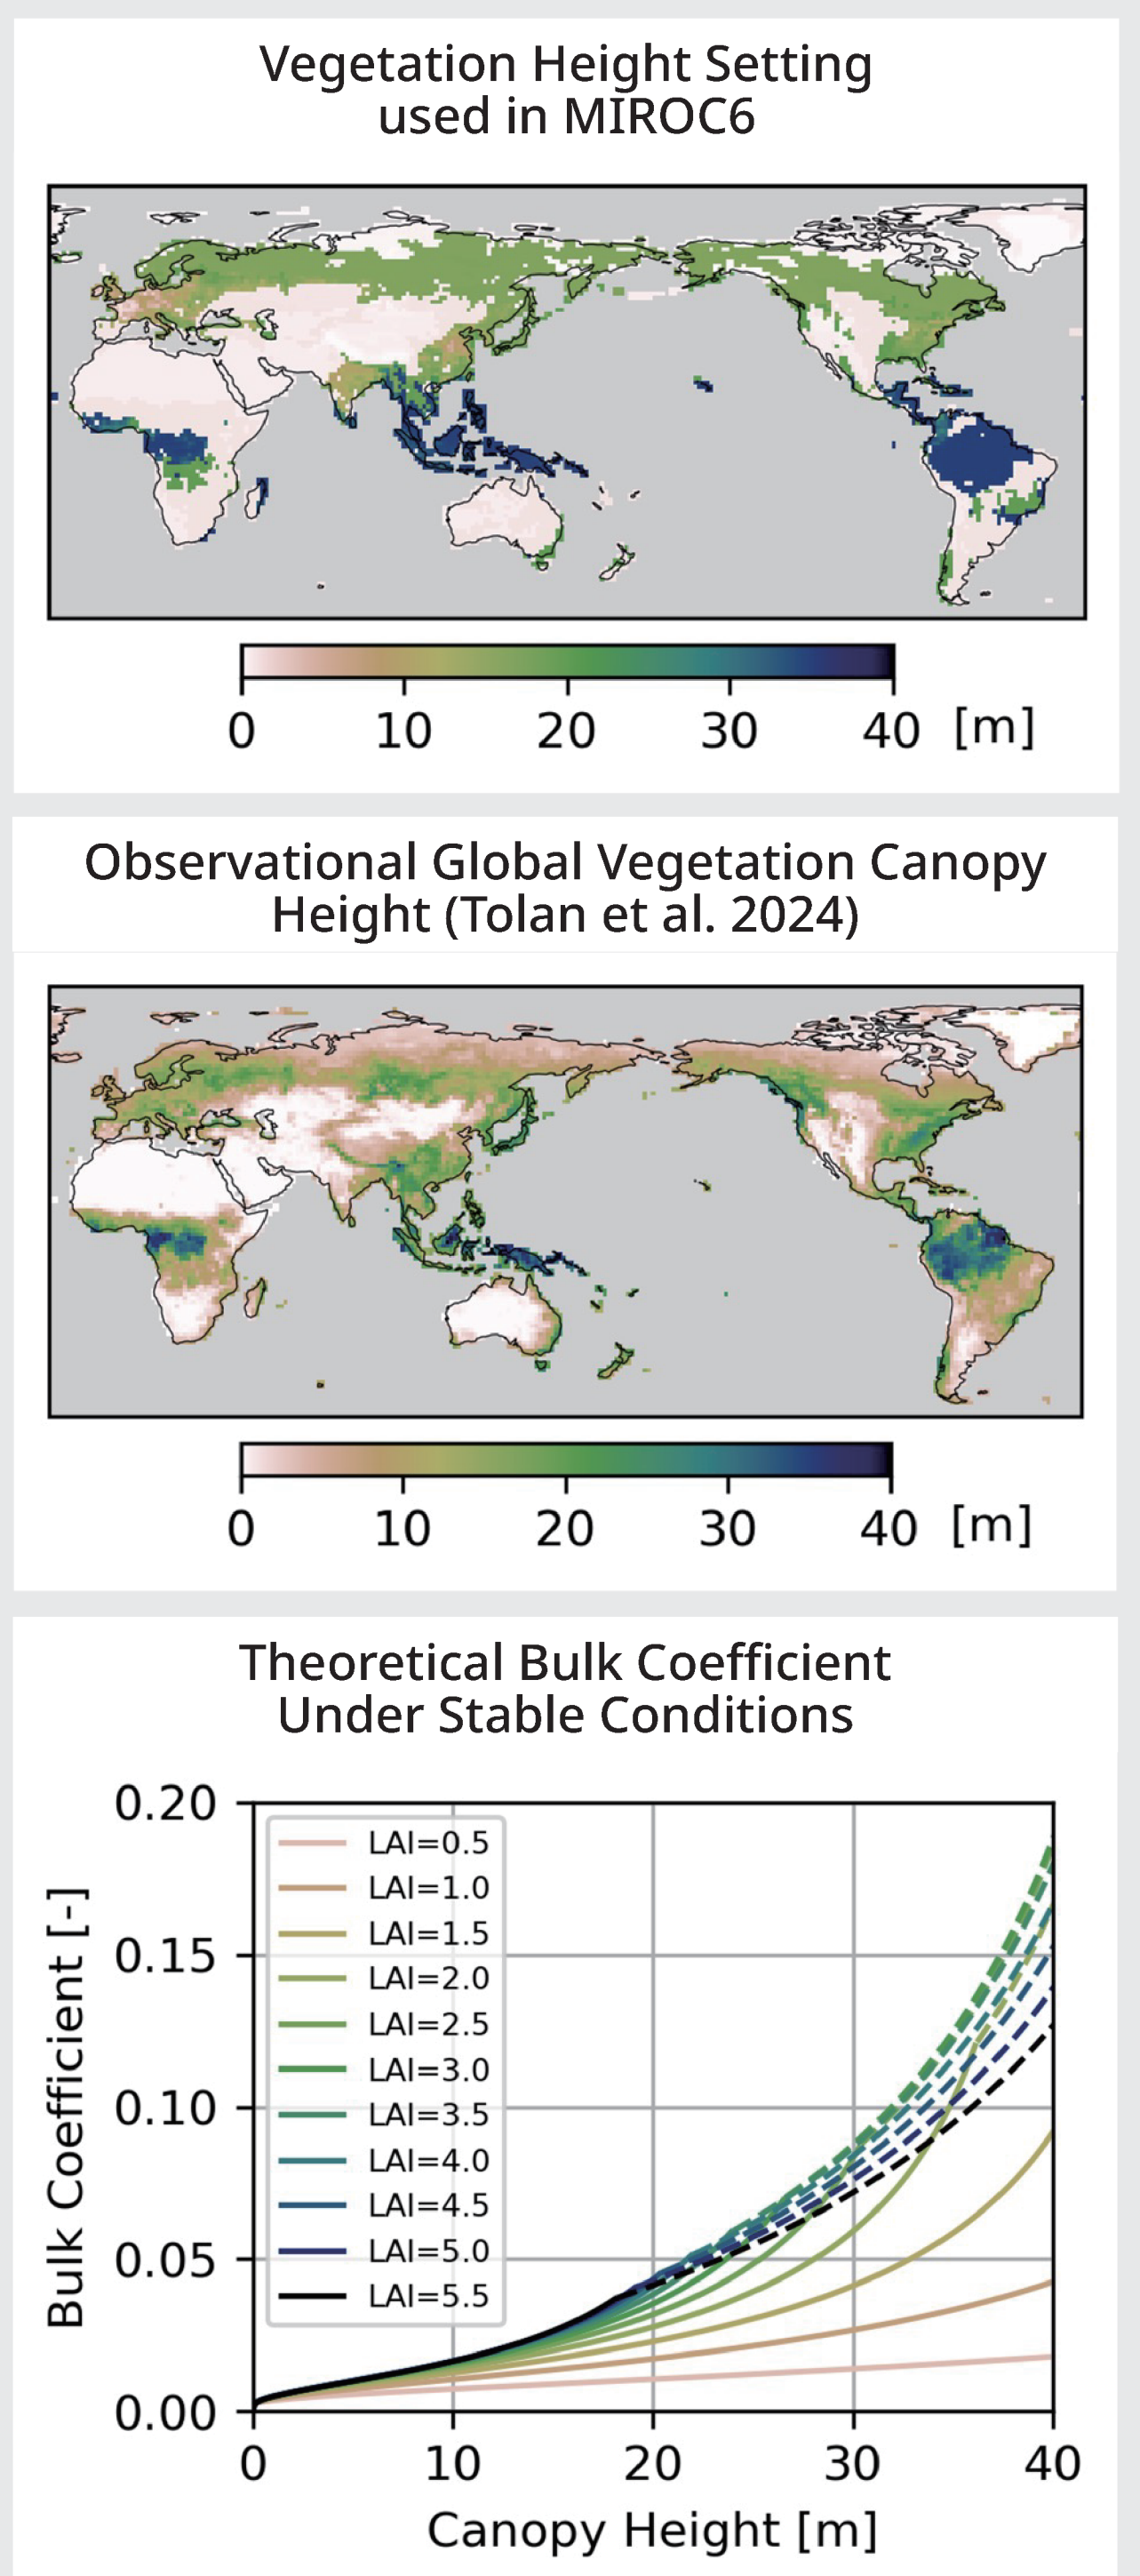 Vegetation Height Setting
used in MIROC6
0 10 20 30 40 [m]
Observational Global Vegetation Canopy
Height (Tolan et al. 2024)
0 10 20 30 40 [m]
Theoretical Bulk Coefficient
Under Stable Conditions
Bulk Coefficient [-]
0.20
0.15
0.10
0.05
0.00
LAI=0.5
LAI=1.0
LAI=1.5
LAI=2.0
LAI=2.5
LAI=3.0
LAI=3.5
LAI=4.0
LAI=4.5
LAI=5.0
LAI=5.5
0 10 20 30 40
Canopy Height [m]